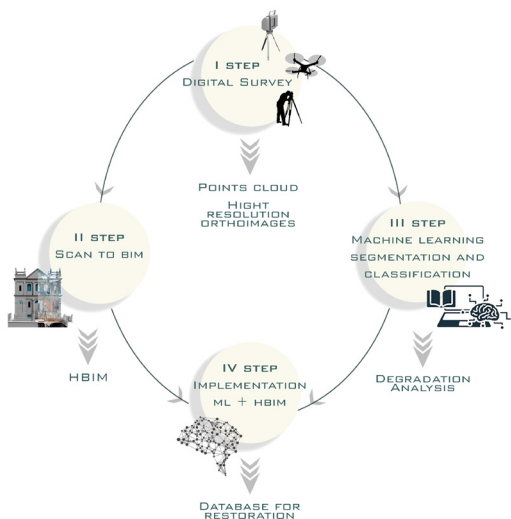 I STEP
DIGITAL SURVEY
POINTS CLOUD
HIGHT
RESOLUTION
ORTHOIMAGES
II STEP
SCAN TO BIM
HBIM
III STEP
MACHINE LEARNING
SEGMENTATION AND
CLASSIFICATION
DEGRADATION
ANALYSIS
IV STEP
IMPLEMENTATION
ML + HBIM
DATABASE FOR
RESTORATION